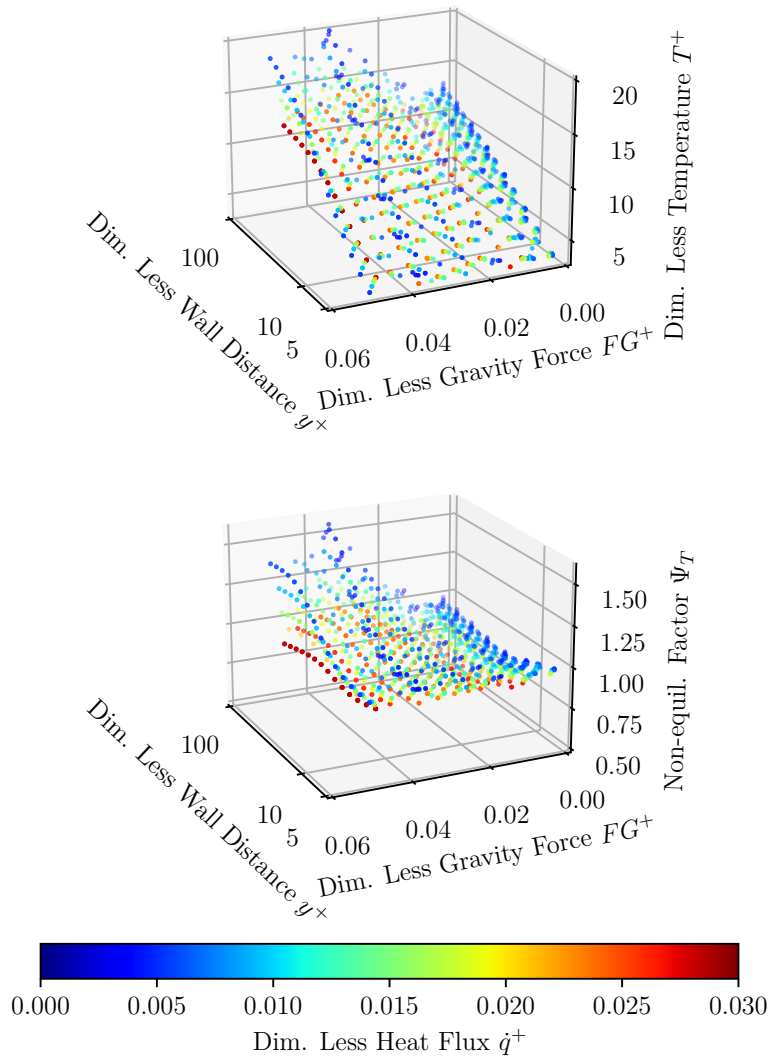 20
15
10
5
Dim. Less Temperature T⁺
100
10
5
Dim. Less Wall Distance y⁺
0.06
0.04
0.02
0.00
Dim. Less Gravity Force FG⁺
1.50
1.25
1.00
0.75
0.50
Non-equil. Factor Ψ_T
100
10
5
Dim. Less Wall Distance y⁺
0.06
0.04
0.02
0.00
Dim. Less Gravity Force FG⁺
0.000 0.005 0.010 0.015 0.020 0.025 0.030
Dim. Less Heat Flux q̇⁺